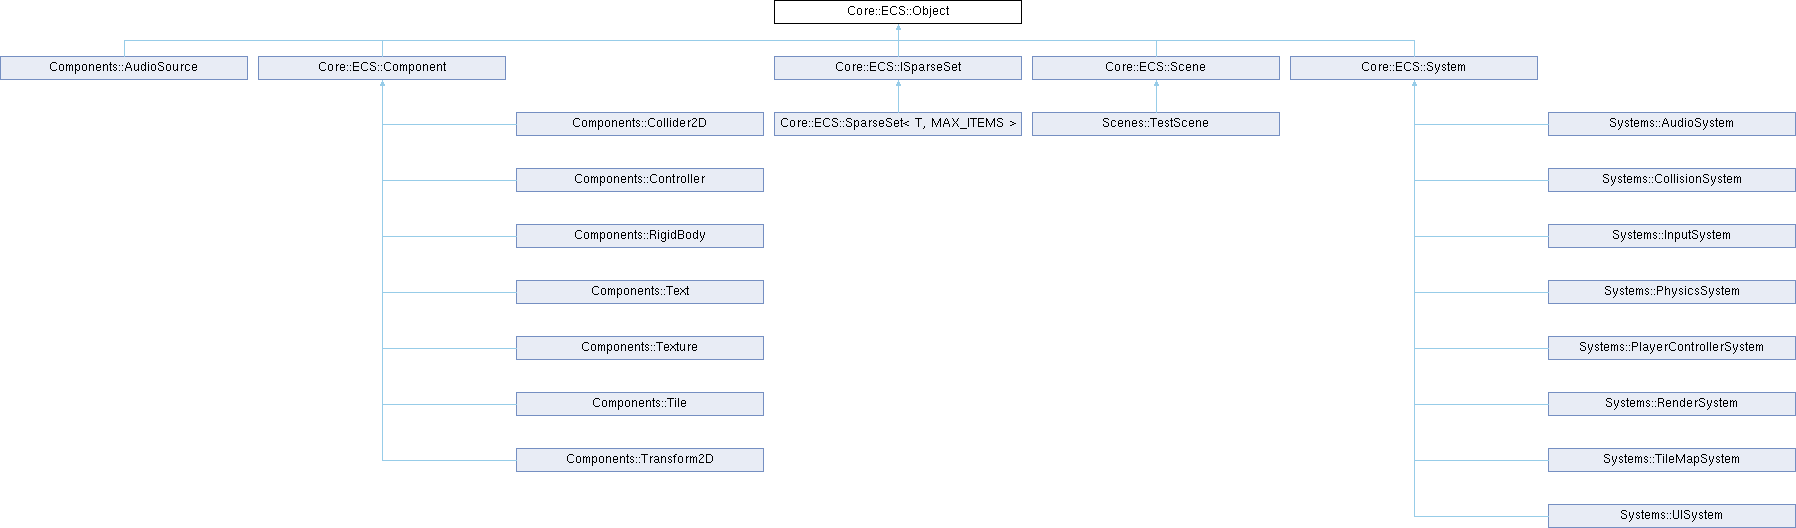 Core::ECS::Object
Components::AudioSource
Core::ECS::Component
Core::ECS::ISparseSet
Core::ECS::Scene
Core::ECS::System
Components::Collider2D
Core::ECS::SparseSet< T, MAX_ITEMS >
Scenes::TestScene
Systems::AudioSystem
Components::Controller
Systems::CollisionSystem
Components::RigidBody
Systems::InputSystem
Components::Text
Systems::PhysicsSystem
Components::Texture
Systems::PlayerControllerSystem
Components::Tile
Systems::RenderSystem
Components::Transform2D
Systems::TileMapSystem
Systems::UISystem